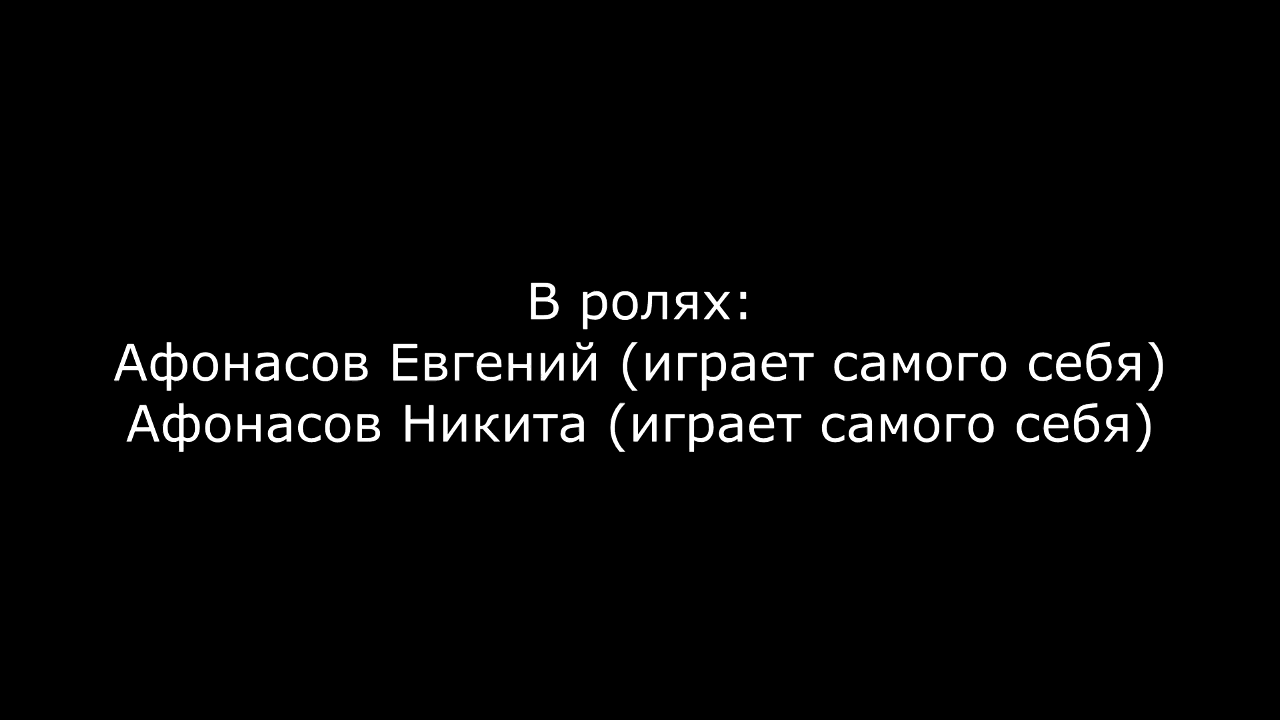 В ролях:
Афонасов Евгений (играет самого себя)
Афонасов Никита (играет самого себя)